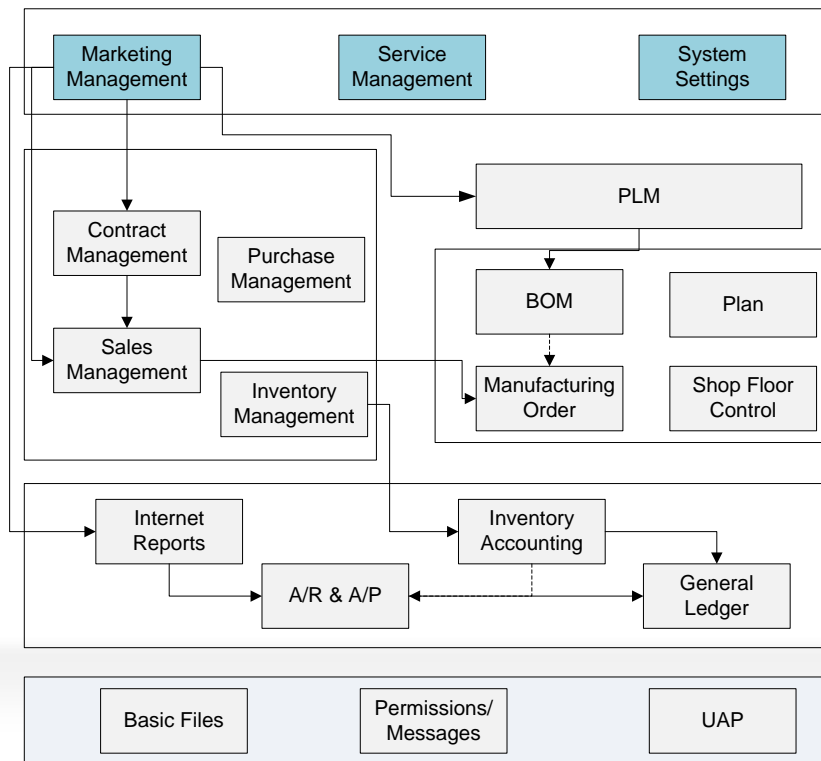 Marketing
Management
Service
Management
System
Settings
PLM
Contract
Management
Purchase
Management
BOM
Plan
Sales
Management
Inventory
Management
Manufacturing
Order
Shop Floor
Control
Internet
Reports
Inventory
Accounting
A/R & A/P
General
Ledger
Basic Files
Permissions/
Messages
UAP